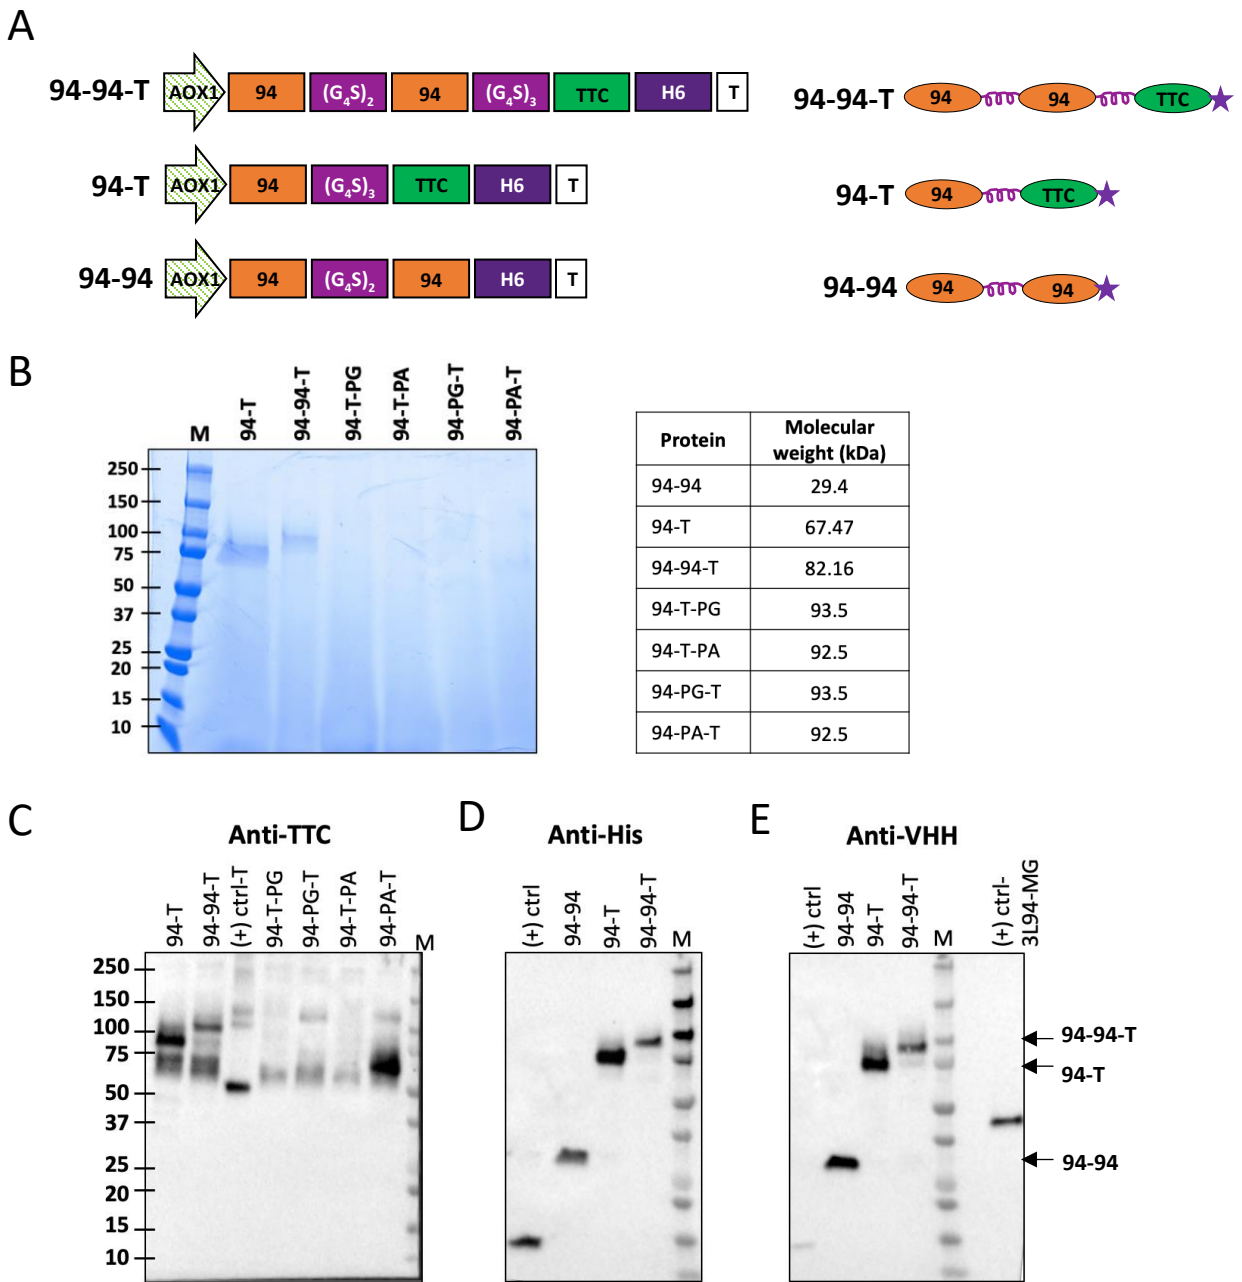 A
94-94-T AOX1 94 (G₄S)₂ 94 (G₄S)₃ TTC H6 T
94-94-T 94 94 TTC
94-T AOX1 94 (G₄S)₃ TTC H6 T
94-T 94 TTC
94-94 AOX1 94 (G₄S)₂ 94 H6 T
94-94 94 94
B
M 94-T 94-94-T 94-T-PG 94-T-PA 94-PG-T 94-PA-T
250
150
100
75
50
37
25
20
15
10
Protein Molecular weight (kDa)
94-94 29.4
94-T 67.47
94-94-T 82.16
94-T-PG 93.5
94-T-PA 92.5
94-PG-T 93.5
94-PA-T 92.5
C
Anti-TTC
94-T 94-94-T (+) ctrl-T 94-T-PG 94-PG-T 94-T-PA 94-PA-T M
250
150
100
75
50
37
25
20
15
10
D
Anti-His
(+) ctrl 94-94 94-T 94-94-T M
E
Anti-VHH
(+) ctrl 94-94 94-T 94-94-T M (+) ctrl-
3L94-MG
94-94-T
94-T
94-94